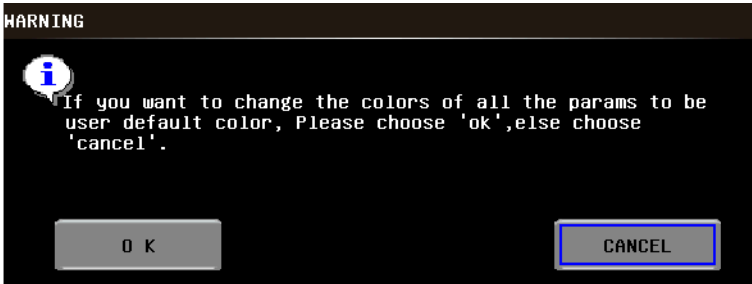 WARNING
i
If you want to change the colors of all the params to be
user default color, Please choose 'ok',else choose
'cancel'.
O K
CANCEL